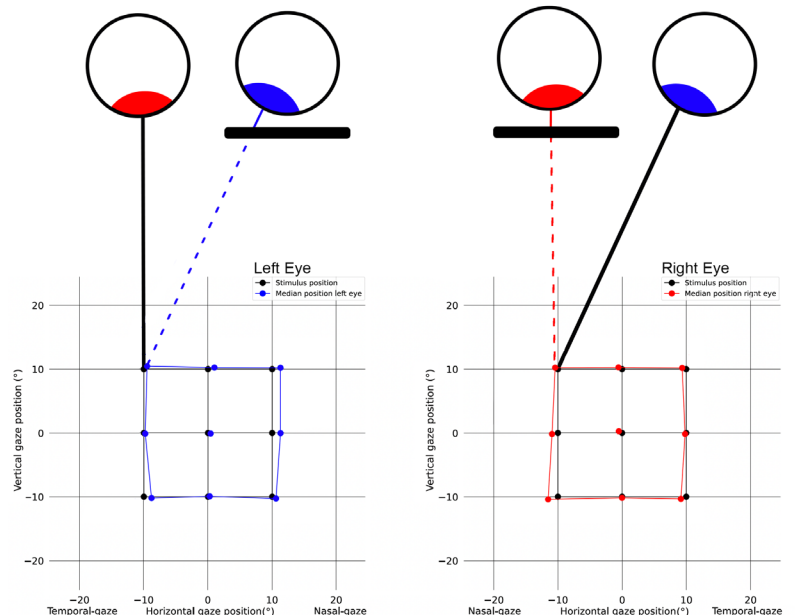 Left Eye
Stimulus position
Median position left eye
20
10
0
−10
−20
Vertical gaze position (°)
−20
−10
0
10
20
Temporal-gaze
Horizontal gaze position(°)
Nasal-gaze
Right Eye
Stimulus position
Median position right eye
20
10
0
−10
−20
Vertical gaze position (°)
−20
−10
0
10
20
Nasal-gaze
Horizontal gaze position(°)
Temporal-gaze